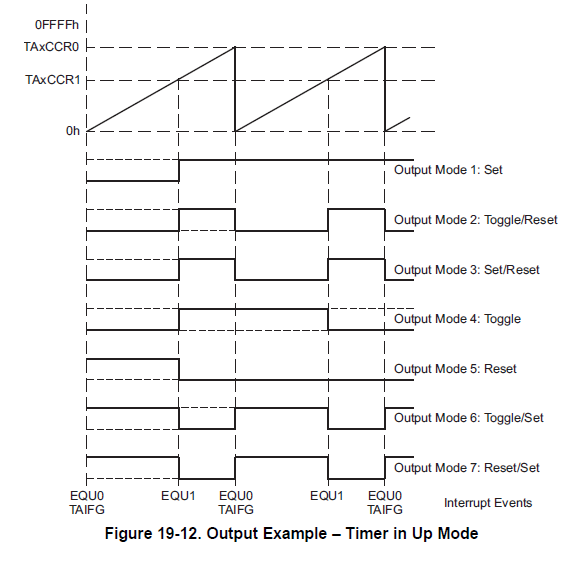 0FFFFh
TAxCCR0
TAxCCR1
0h
Output Mode 1: Set
Output Mode 2: Toggle/Reset
Output Mode 3: Set/Reset
Output Mode 4: Toggle
Output Mode 5: Reset
Output Mode 6: Toggle/Set
Output Mode 7: Reset/Set
EQU0 EQU1 EQU0 EQU1 EQU0
TAIFG TAIFG TAIFG
Interrupt Events
Figure 19-12. Output Example – Timer in Up Mode